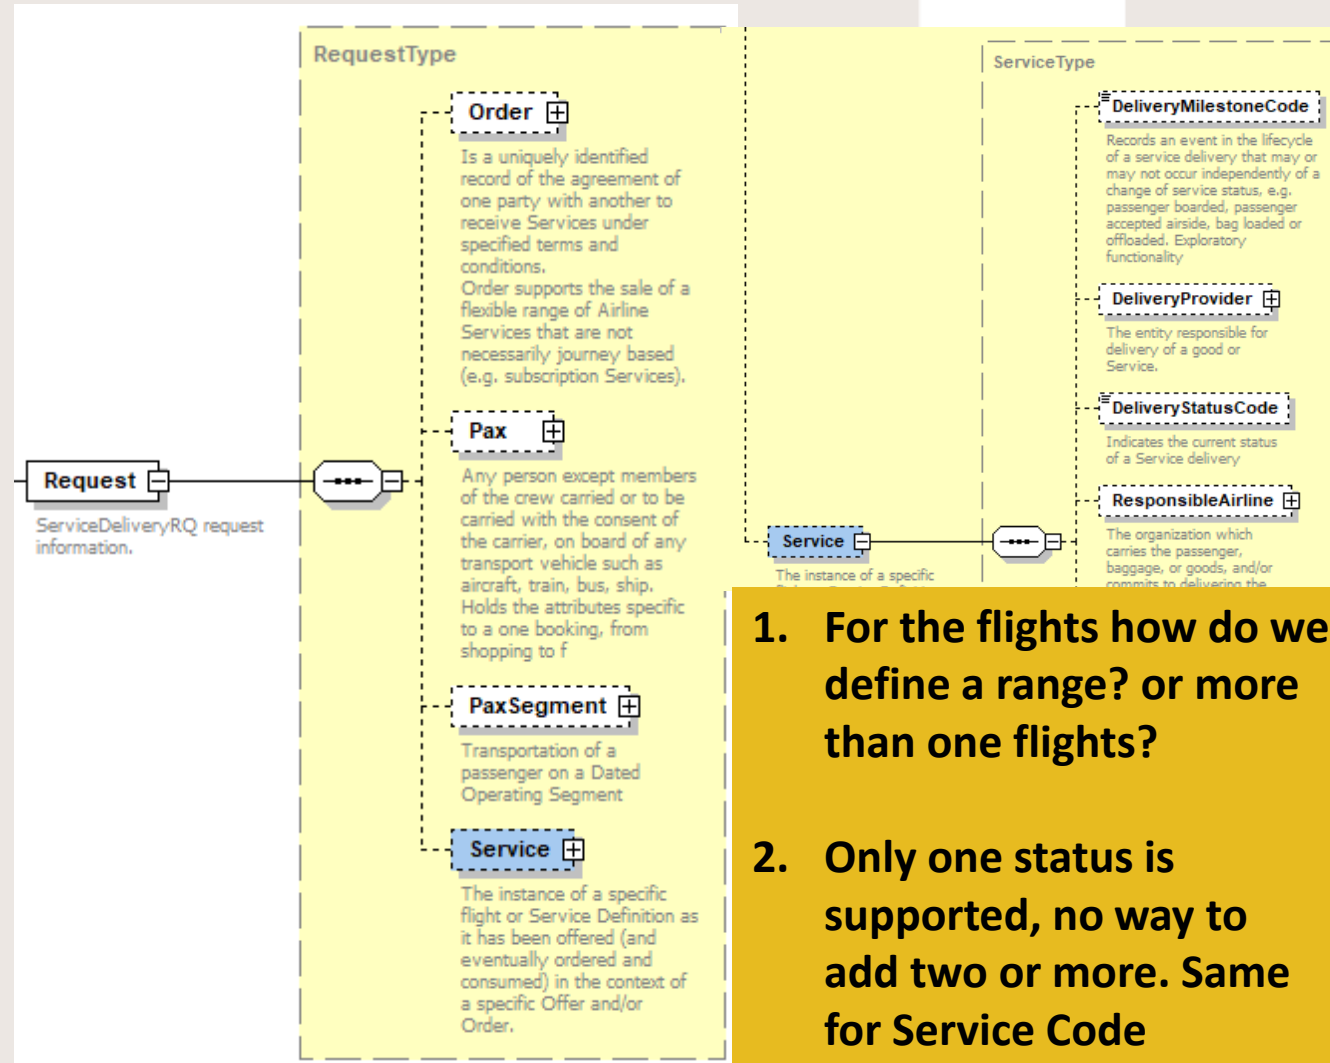 RequestType
Order
Is a uniquely identified
record of the agreement of
one party with another to
receive Services under
specified terms and
conditions.
Order supports the sale of a
flexible range of Airline
Services that are not
necessarily journey based
(e.g. subscription Services).
Pax
Any person except members
of the crew carried or to be
carried with the consent of
the carrier, on board of any
transport vehicle such as
aircraft, train, bus, ship.
Holds the attributes specific
to a one booking, from
shopping to f
Request
ServiceDeliveryRQ request
information.
PaxSegment
Transportation of a
passenger on a Dated
Operating Segment
Service
The instance of a specific
flight or Service Definition as
it has been offered (and
eventually ordered and
consumed) in the context of
a specific Offer and/or
Order.
ServiceType
DeliveryMilestoneCode
Records an event in the lifecycle
of a service delivery that may or
may not occur independently of a
change of service status, e.g.
passenger boarded, passenger
accepted airside, bag loaded or
offloaded. Exploratory
functionality
DeliveryProvider
The entity responsible for
delivery of a good or
Service.
DeliveryStatusCode
Indicates the current status
of a Service delivery
ResponsibleAirline
The organization which
carries the passenger,
baggage, or goods, and/or
commits to delivering the
Service
The instance of a specific
1. For the flights how do we
define a range? or more
than one flights?
2. Only one status is
supported, no way to
add two or more. Same
for Service Code